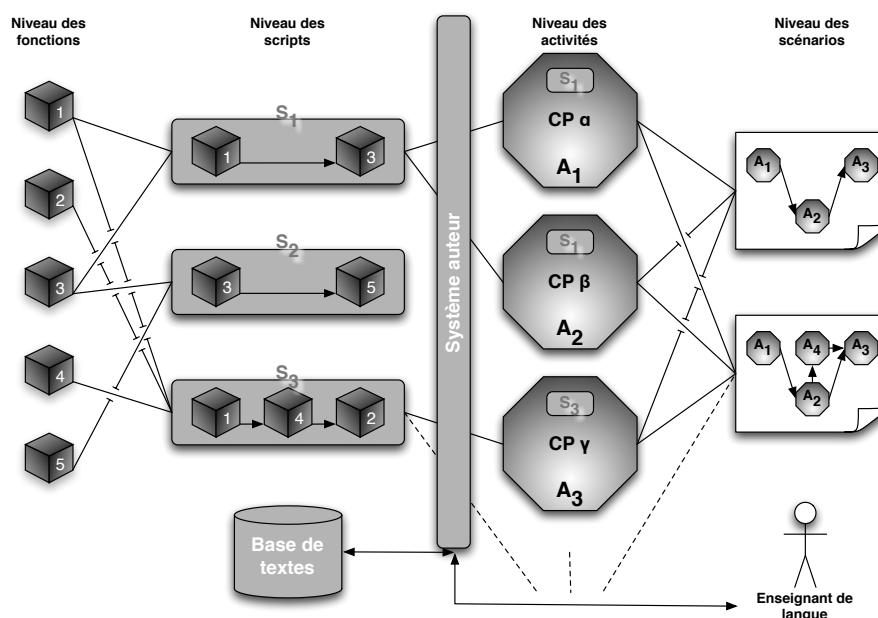 Niveau des
fonctions
Niveau des
scripts
Niveau des
activités
Niveau des
scénarios
1
2
3
4
5
S1
1
3
S2
3
5
S3
1
4
2
Système auteur
Base de
textes
S1
CP α
A1
S1
CP β
A2
S3
CP γ
A3
A1
A3
A2
A1
A4
A3
A2
Enseignant de
langue